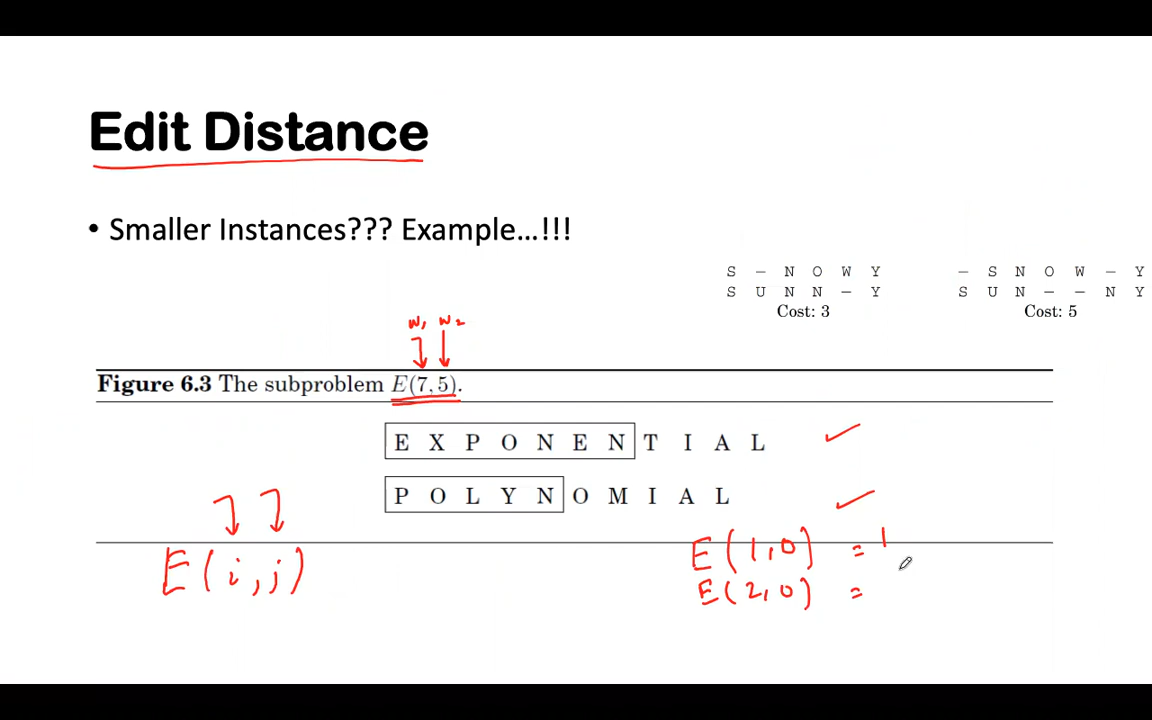 Edit Distance
• Smaller Instances??? Example…!!!
S – N O W Y
S U N N – Y
Cost: 3
– S N O W – Y
S U N – – N Y
Cost: 5
w1 w2
Figure 6.3 The subproblem E(7, 5).
E X P O N E N T I A L
P O L Y N O M I A L
E(i,j)
E(1,0) = 1
E(2,0) =